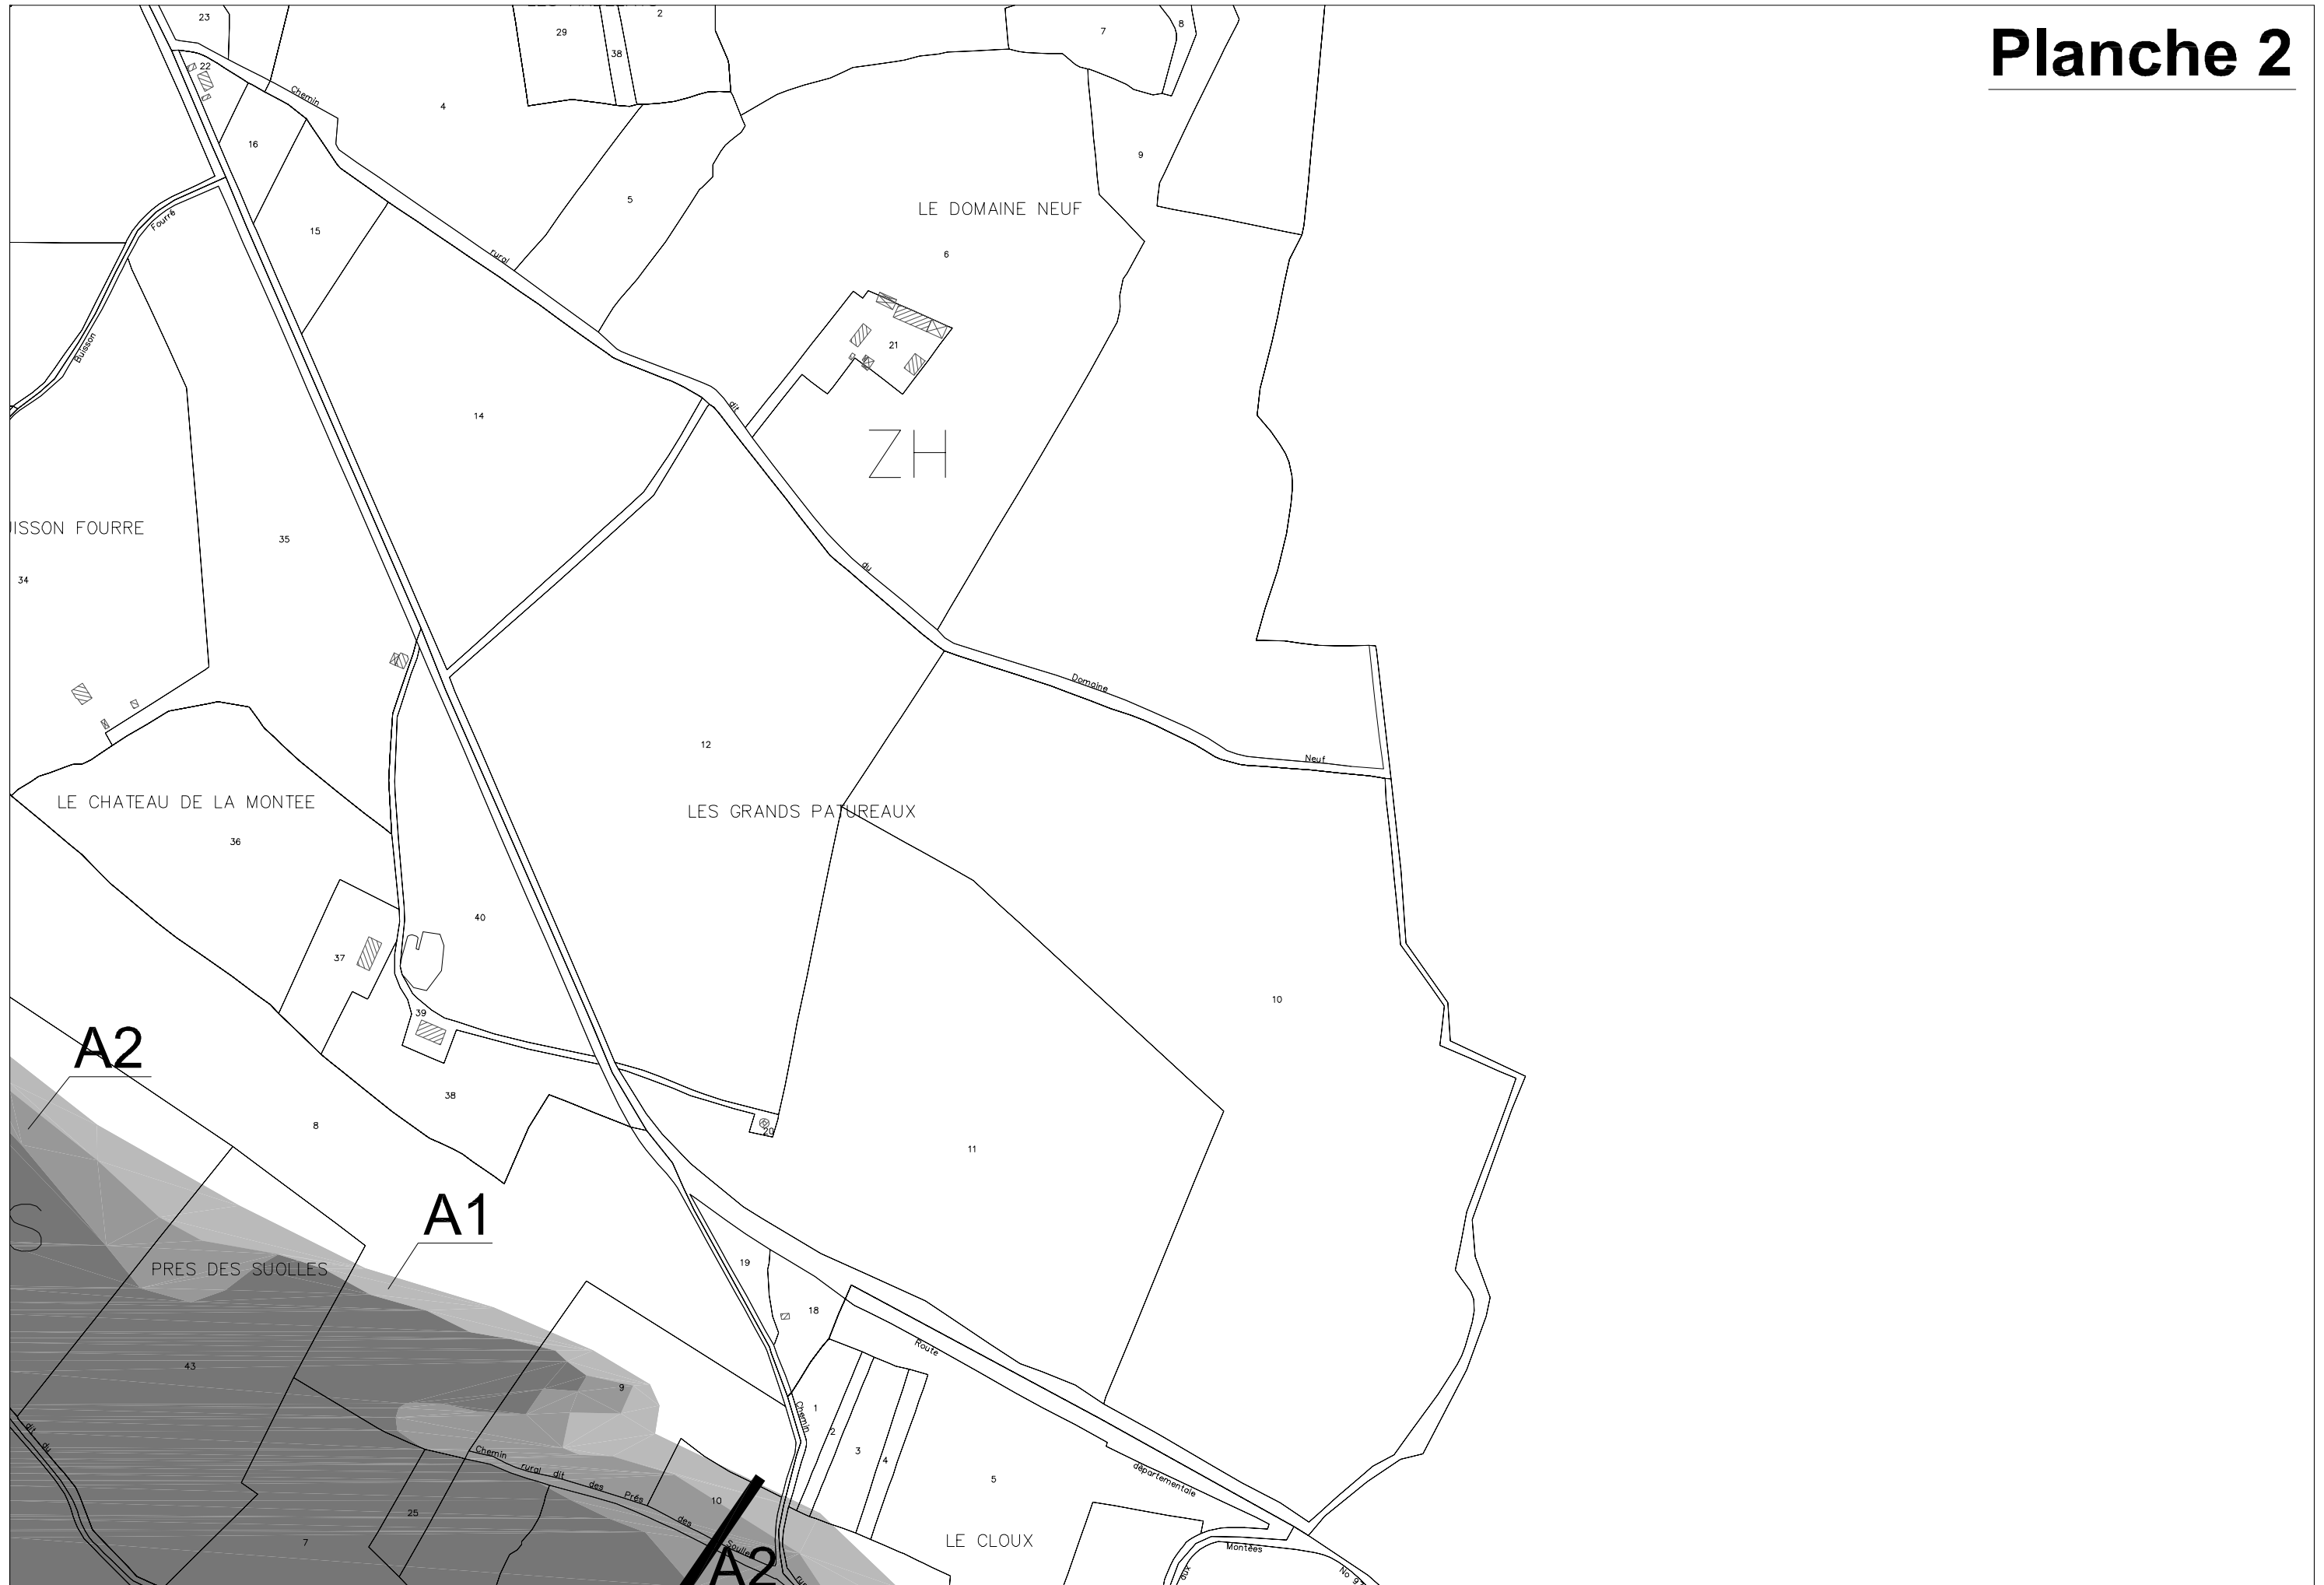 Planche 2
23
2
29
38
7
8
22
Chemin
4
16
9
5
Fourré
15
LE DOMAINE NEUF
rural
6
21
Buisson
dit
14
ZH
ISSON FOURRE
35
34
du
Domaine
12
Neuf
LE CHATEAU DE LA MONTEE
LES GRANDS PATUREAUX
36
40
37
10
39
A2
38
20
8
11
A1
S
19
PRES DES SUOLLES
18
Route
43
9
1
Chemin
2
3
4
dit du
Chemin rural dit des Prés des
5
départementale
10
25
7
LE CLOUX
Montées
aux
A2